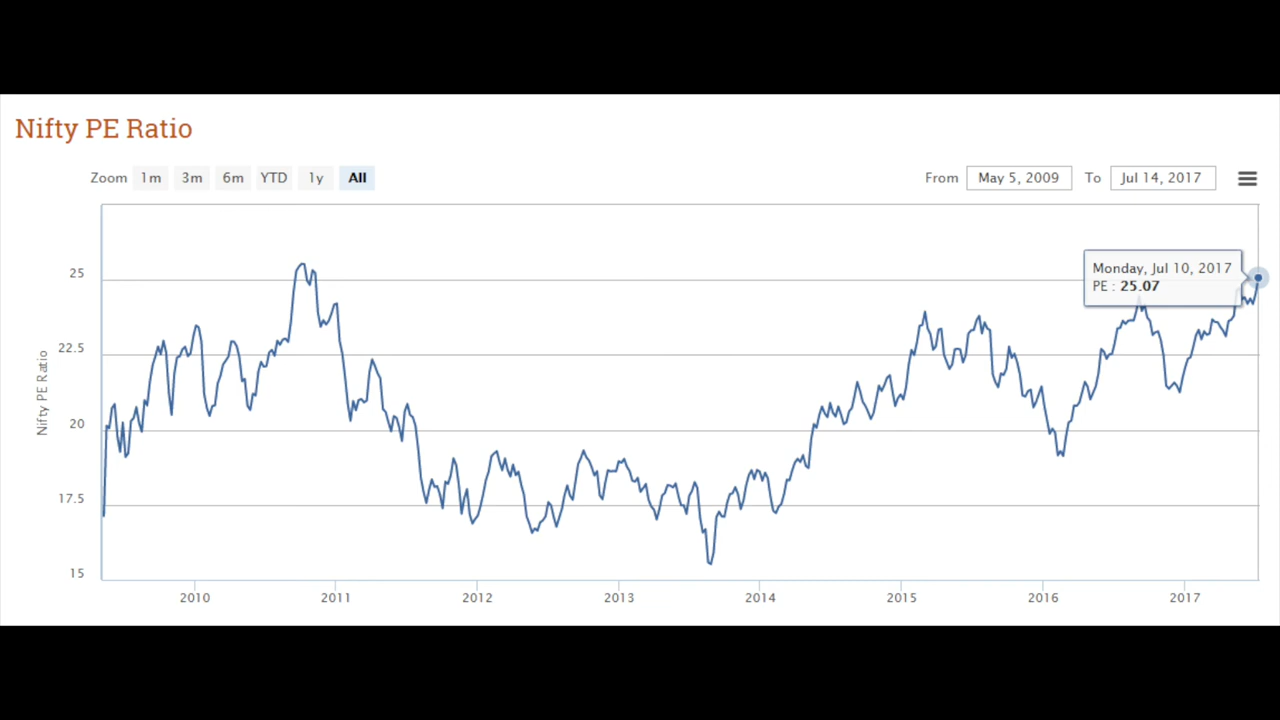 Nifty PE Ratio
Zoom 1m 3m 6m YTD 1y All From May 5, 2009 To Jul 14, 2017
Monday, Jul 10, 2017
PE : 25.07
Nifty PE Ratio
25
22.5
20
17.5
15
2010 2011 2012 2013 2014 2015 2016 2017